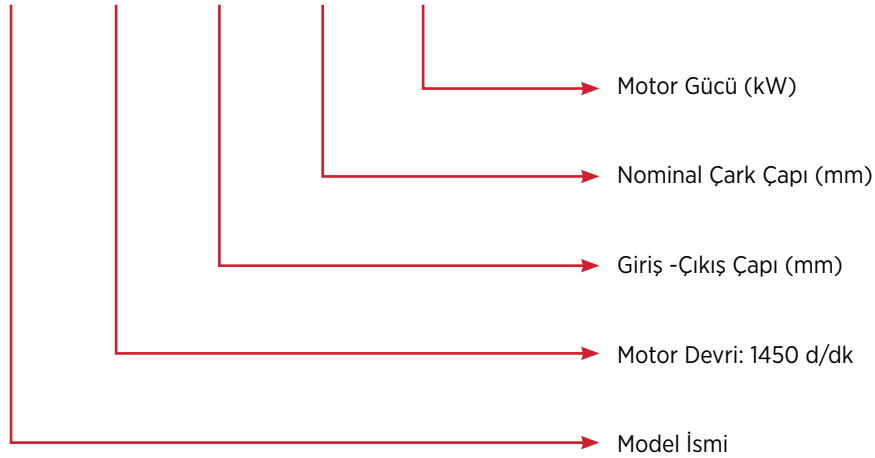 Motor Gücü (kW)
Nominal Çark Çapı (mm)
Giriş -Çıkış Çapı (mm)
Motor Devri: 1450 d/dk
Model İsmi